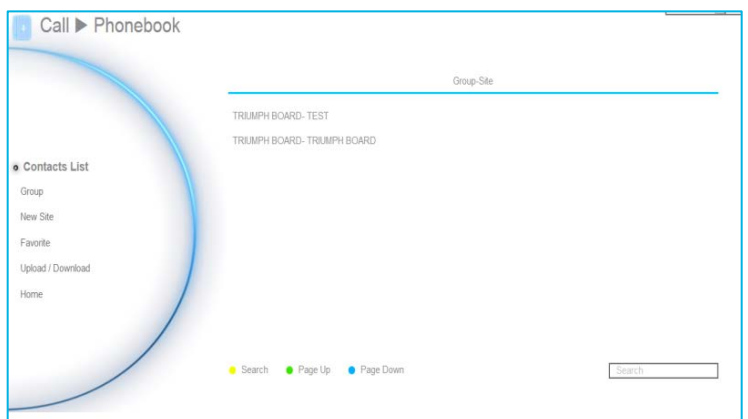 Call ▶ Phonebook
Group-Site
TRIUMPH BOARD- TEST
TRIUMPH BOARD- TRIUMPH BOARD
Contacts List
Group
New Site
Favorite
Upload / Download
Home
Search Page Up Page Down Search